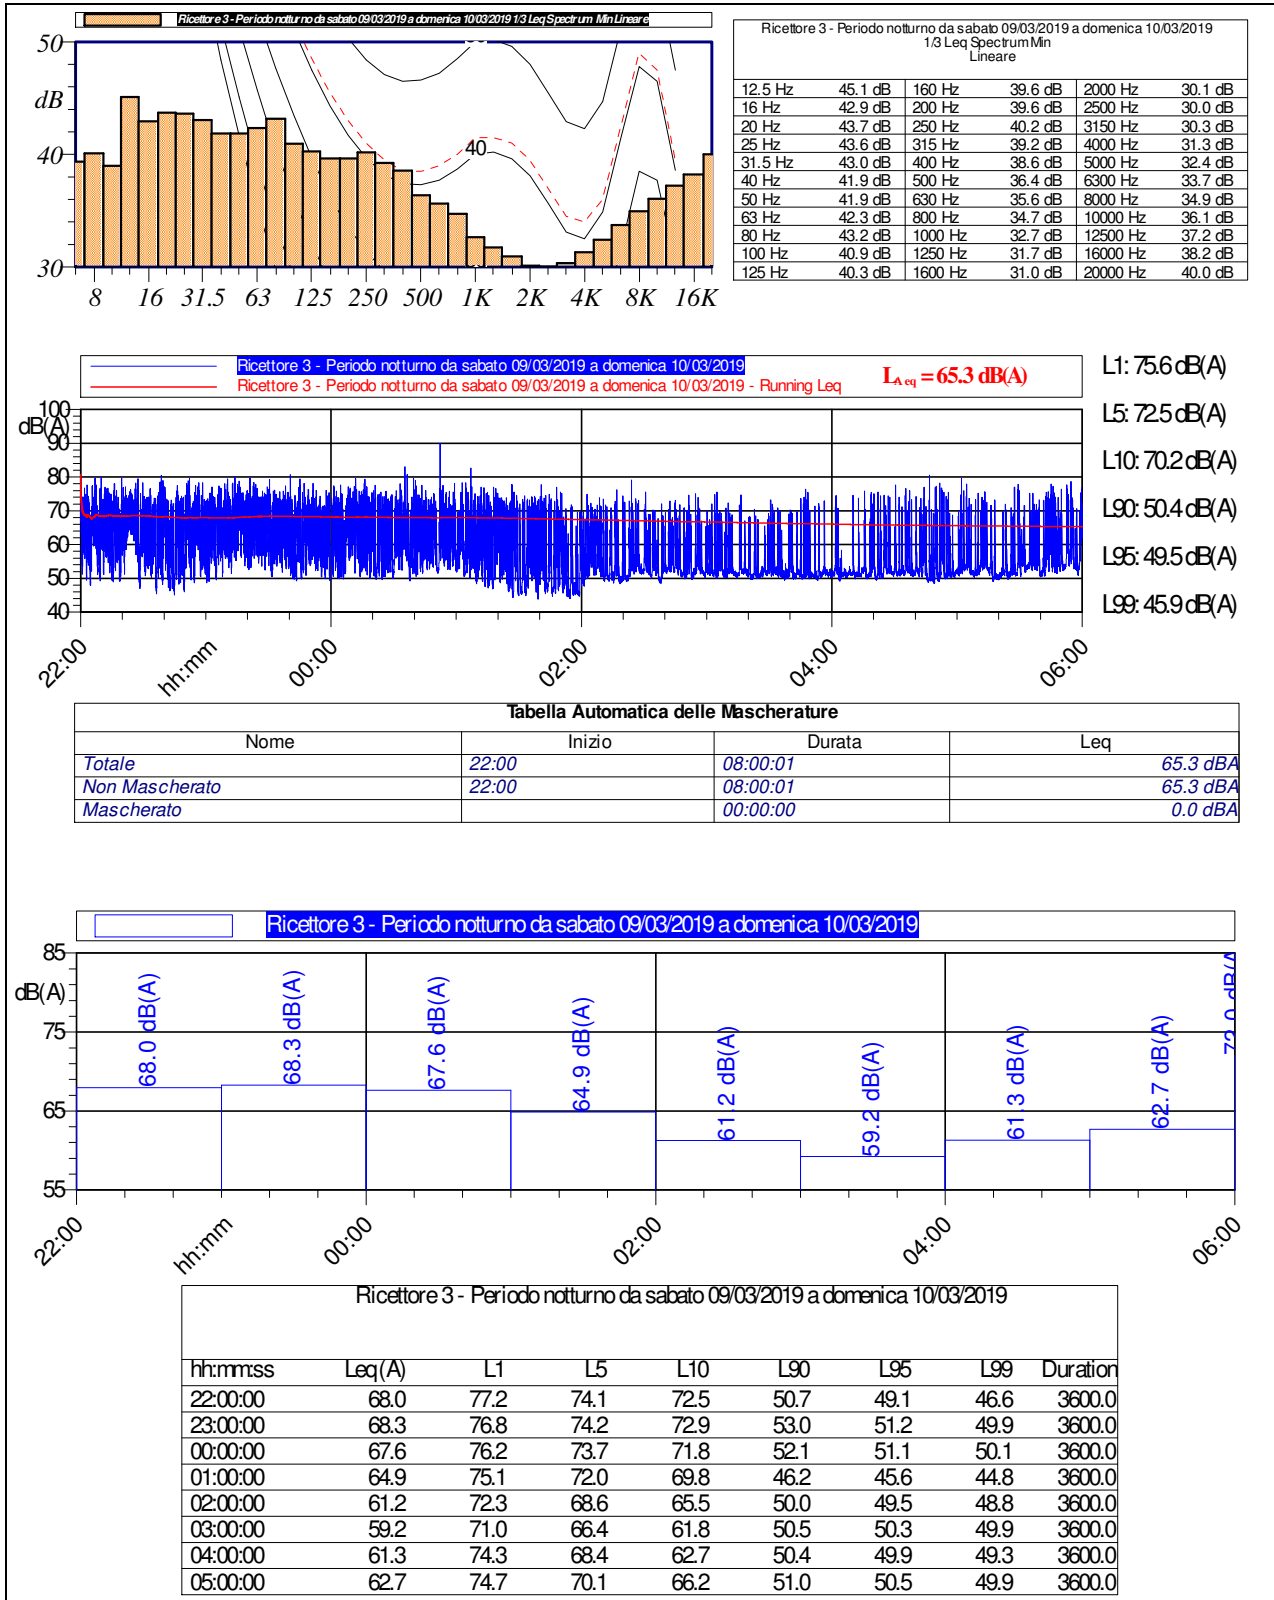 Ricettore 3 - Periodo notturno da sabato 09/03/2019 a domenica 10/03/2019 1/3 Leq Spectrum Min Lineare
50
dB
40
30
40
8 16 31.5 63 125 250 500 1K 2K 4K 8K 16K
Ricettore 3 - Periodo notturno da sabato 09/03/2019 a domenica 10/03/2019
1/3 Leq Spectrum Min
Lineare
12.5 Hz 45.1 dB 160 Hz 39.6 dB 2000 Hz 30.1 dB
16 Hz 42.9 dB 200 Hz 39.6 dB 2500 Hz 30.0 dB
20 Hz 43.7 dB 250 Hz 40.2 dB 3150 Hz 30.3 dB
25 Hz 43.6 dB 315 Hz 39.2 dB 4000 Hz 31.3 dB
31.5 Hz 43.0 dB 400 Hz 38.6 dB 5000 Hz 32.4 dB
40 Hz 41.9 dB 500 Hz 36.4 dB 6300 Hz 33.7 dB
50 Hz 41.9 dB 630 Hz 35.6 dB 8000 Hz 34.9 dB
63 Hz 42.3 dB 800 Hz 34.7 dB 10000 Hz 36.1 dB
80 Hz 43.2 dB 1000 Hz 32.7 dB 12500 Hz 37.2 dB
100 Hz 40.9 dB 1250 Hz 31.7 dB 16000 Hz 38.2 dB
125 Hz 40.3 dB 1600 Hz 31.0 dB 20000 Hz 40.0 dB
Ricettore 3 - Periodo notturno da sabato 09/03/2019 a domenica 10/03/2019
Ricettore 3 - Periodo notturno da sabato 09/03/2019 a domenica 10/03/2019 - Running Leq
LA eq = 65.3 dB(A)
L1: 75.6 dB(A)
L5: 72.5 dB(A)
L10: 70.2 dB(A)
L90: 50.4 dB(A)
L95: 49.5 dB(A)
L99: 45.9 dB(A)
100
dB(A)
90
80
70
60
50
40
22:00 hh:mm 00:00 02:00 04:00 06:00
Tabella Automatica delle Mascherature
Nome Inizio Durata Leq
Totale 22:00 08:00:01 65.3 dBA
Non Mascherato 22:00 08:00:01 65.3 dBA
Mascherato 00:00:00 0.0 dBA
Ricettore 3 - Periodo notturno da sabato 09/03/2019 a domenica 10/03/2019
85
dB(A)
75
65
55
68.0 dB(A)
68.3 dB(A)
67.6 dB(A)
64.9 dB(A)
61.2 dB(A)
59.2 dB(A)
61.3 dB(A)
62.7 dB(A)
22:00 hh:mm 00:00 02:00 04:00 06:00
Ricettore 3 - Periodo notturno da sabato 09/03/2019 a domenica 10/03/2019
hh:mm:ss Leq(A) L1 L5 L10 L90 L95 L99 Duration
22:00:00 68.0 77.2 74.1 72.5 50.7 49.1 46.6 3600.0
23:00:00 68.3 76.8 74.2 72.9 53.0 51.2 49.9 3600.0
00:00:00 67.6 76.2 73.7 71.8 52.1 51.1 50.1 3600.0
01:00:00 64.9 75.1 72.0 69.8 46.2 45.6 44.8 3600.0
02:00:00 61.2 72.3 68.6 65.5 50.0 49.5 48.8 3600.0
03:00:00 59.2 71.0 66.4 61.8 50.5 50.3 49.9 3600.0
04:00:00 61.3 74.3 68.4 62.7 50.4 49.9 49.3 3600.0
05:00:00 62.7 74.7 70.1 66.2 51.0 50.5 49.9 3600.0